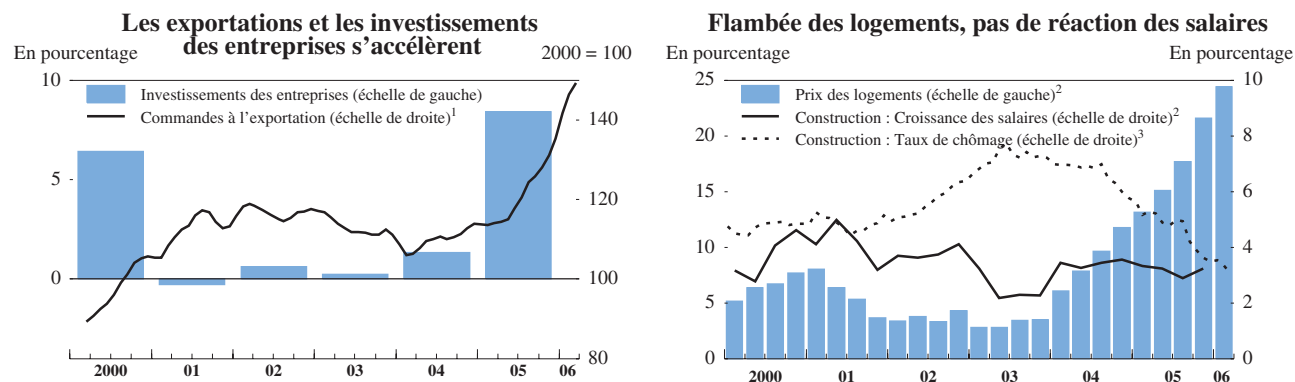 Les exportations et les investissements
des entreprises s’accélèrent
En pourcentage
2000 = 100
Investissements des entreprises (échelle de gauche)
Commandes à l’exportation (échelle de droite)1
10
5
0
140
120
100
80
2000 01 02 03 04 05 06
Flambée des logements, pas de réaction des salaires
En pourcentage
En pourcentage
Prix des logements (échelle de gauche)2
Construction : Croissance des salaires (échelle de droite)2
Construction : Taux de chômage (échelle de droite)3
25
20
15
10
5
0
10
8
6
4
2
0
2000 01 02 03 04 05 06